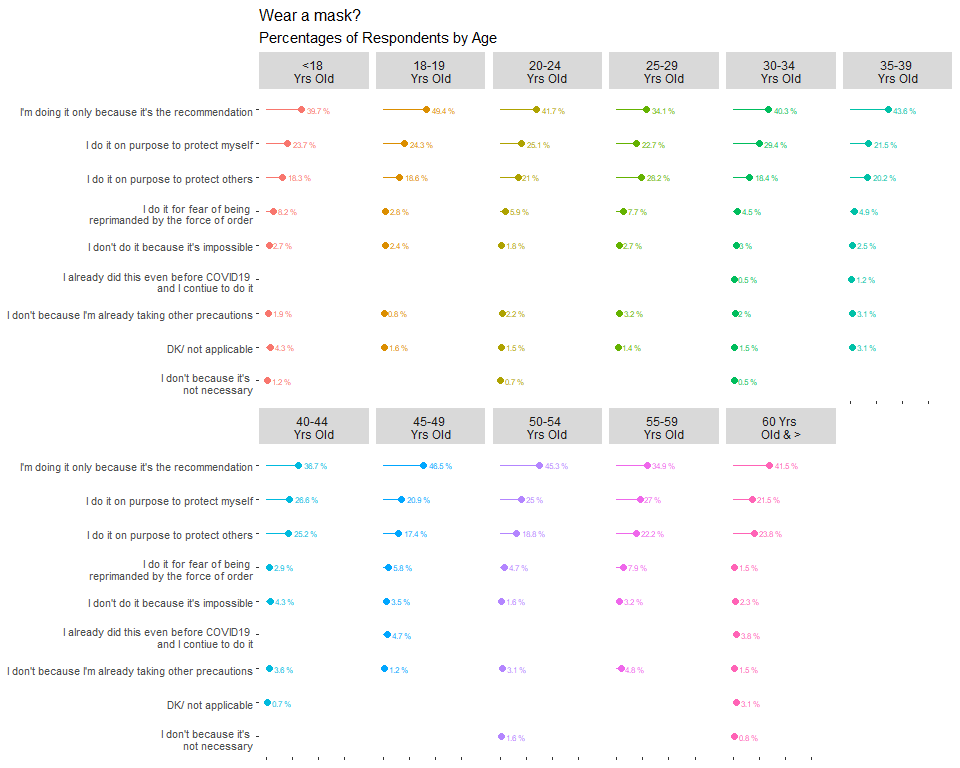 Wear a mask?
Percentages of Respondents by Age
<18 Yrs Old
18-19 Yrs Old
20-24 Yrs Old
25-29 Yrs Old
30-34 Yrs Old
35-39 Yrs Old
I'm doing it only because it's the recommendation 39.7 % 49.4 % 41.7 % 34.1 % 40.3 % 43.6 %
I do it on purpose to protect myself 23.7 % 24.3 % 25.1 % 22.7 % 29.4 % 21.5 %
I do it on purpose to protect others 18.3 % 18.6 % 21 % 28.2 % 18.4 % 20.2 %
I do it for fear of being
reprimanded by the force of order 8.2 % 2.8 % 5.9 % 7.7 % 4.5 % 4.9 %
I don't do it because it's impossible 2.7 % 2.4 % 1.8 % 2.7 % 3 % 2.5 %
I already did this even before COVID19
and I contiue to do it 0.5 % 1.2 %
I don't because I'm already taking other precautions 1.9 % 0.8 % 2.2 % 3.2 % 2 % 3.1 %
DK/ not applicable 4.3 % 1.6 % 1.5 % 1.4 % 1.5 % 3.1 %
I don't because it's
not necessary 1.2 % 0.7 % 0.5 %
40-44 Yrs Old
45-49 Yrs Old
50-54 Yrs Old
55-59 Yrs Old
60 Yrs Old & >
I'm doing it only because it's the recommendation 36.7 % 46.5 % 45.3 % 34.9 % 41.5 %
I do it on purpose to protect myself 26.6 % 20.9 % 25 % 27 % 21.5 %
I do it on purpose to protect others 25.2 % 17.4 % 18.8 % 22.2 % 23.8 %
I do it for fear of being
reprimanded by the force of order 2.9 % 5.8 % 4.7 % 7.9 % 1.5 %
I don't do it because it's impossible 4.3 % 3.5 % 1.6 % 3.2 % 2.3 %
I already did this even before COVID19
and I contiue to do it 4.7 % 3.8 %
I don't because I'm already taking other precautions 3.6 % 1.2 % 3.1 % 4.8 % 1.5 %
DK/ not applicable 0.7 % 3.1 %
I don't because it's
not necessary 1.6 % 0.8 %